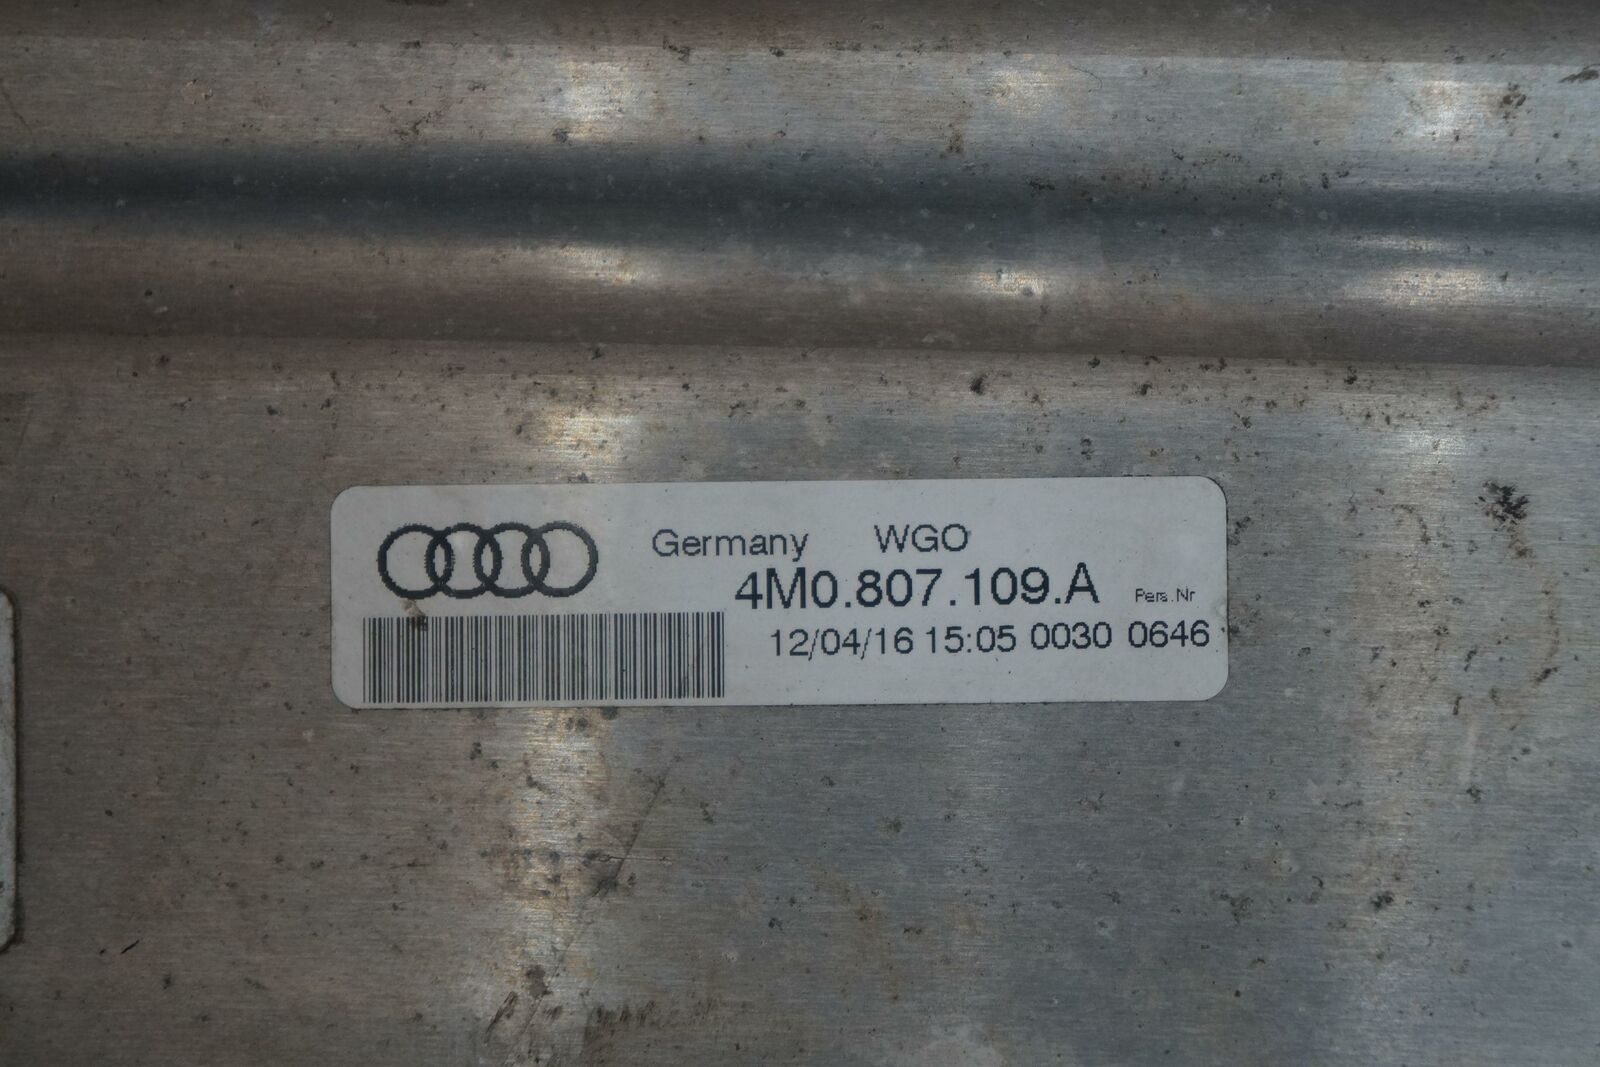 Germany WGO
4M0.807.109.A Pers.Nr
12/04/16 15:05 0030 0646